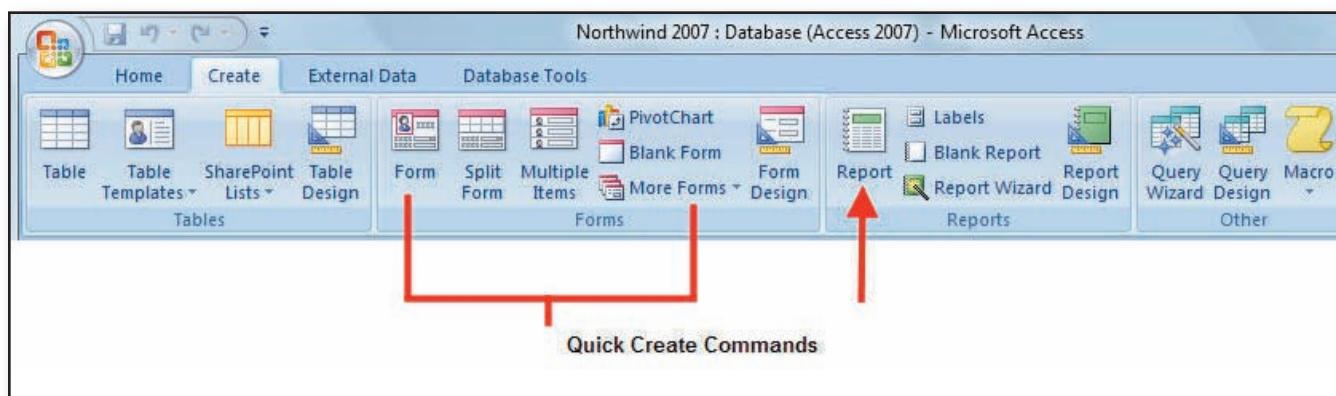 Northwind 2007 : Database (Access 2007) - Microsoft Access
Home Create External Data Database Tools
Table
Table Templates
SharePoint Lists
Table Design
Tables
Form
Split Form
Multiple Items
PivotChart
Blank Form
More Forms
Form Design
Forms
Report
Labels
Blank Report
Report Wizard
Report Design
Reports
Query Wizard
Query Design
Macro
Other
Quick Create Commands